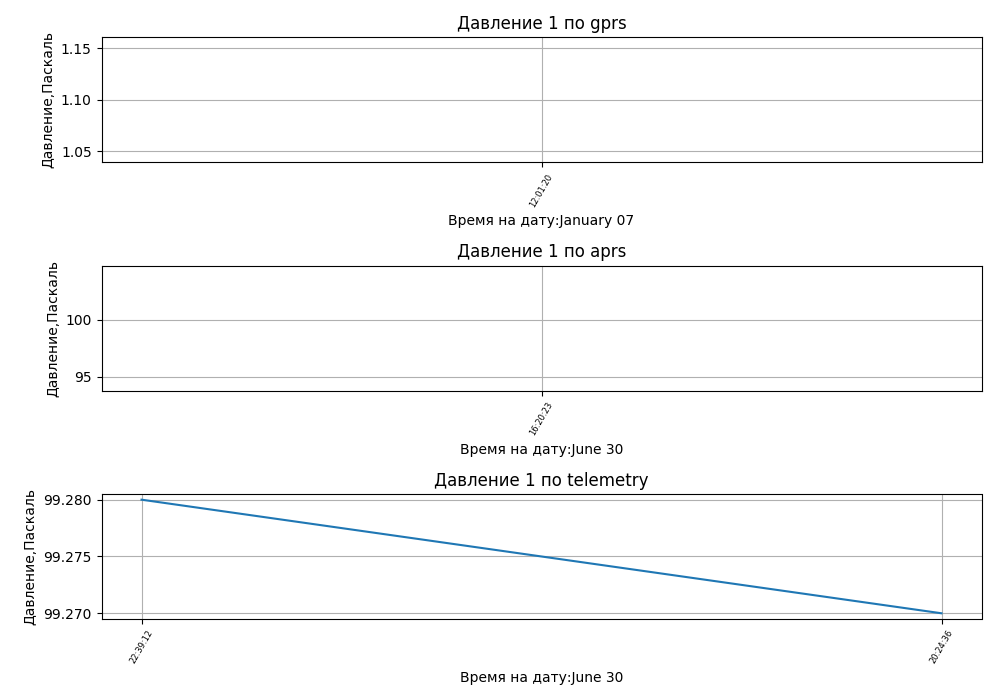 Давление 1 по gprs
Давление,Паскаль
1.15
1.10
1.05
12:01:20
Время на дату:January 07
Давление 1 по aprs
Давление,Паскаль
100
95
16:20:23
Время на дату:June 30
Давление 1 по telemetry
Давление,Паскаль
99.280
99.275
99.270
22:39:12
20:24:36
Время на дату:June 30